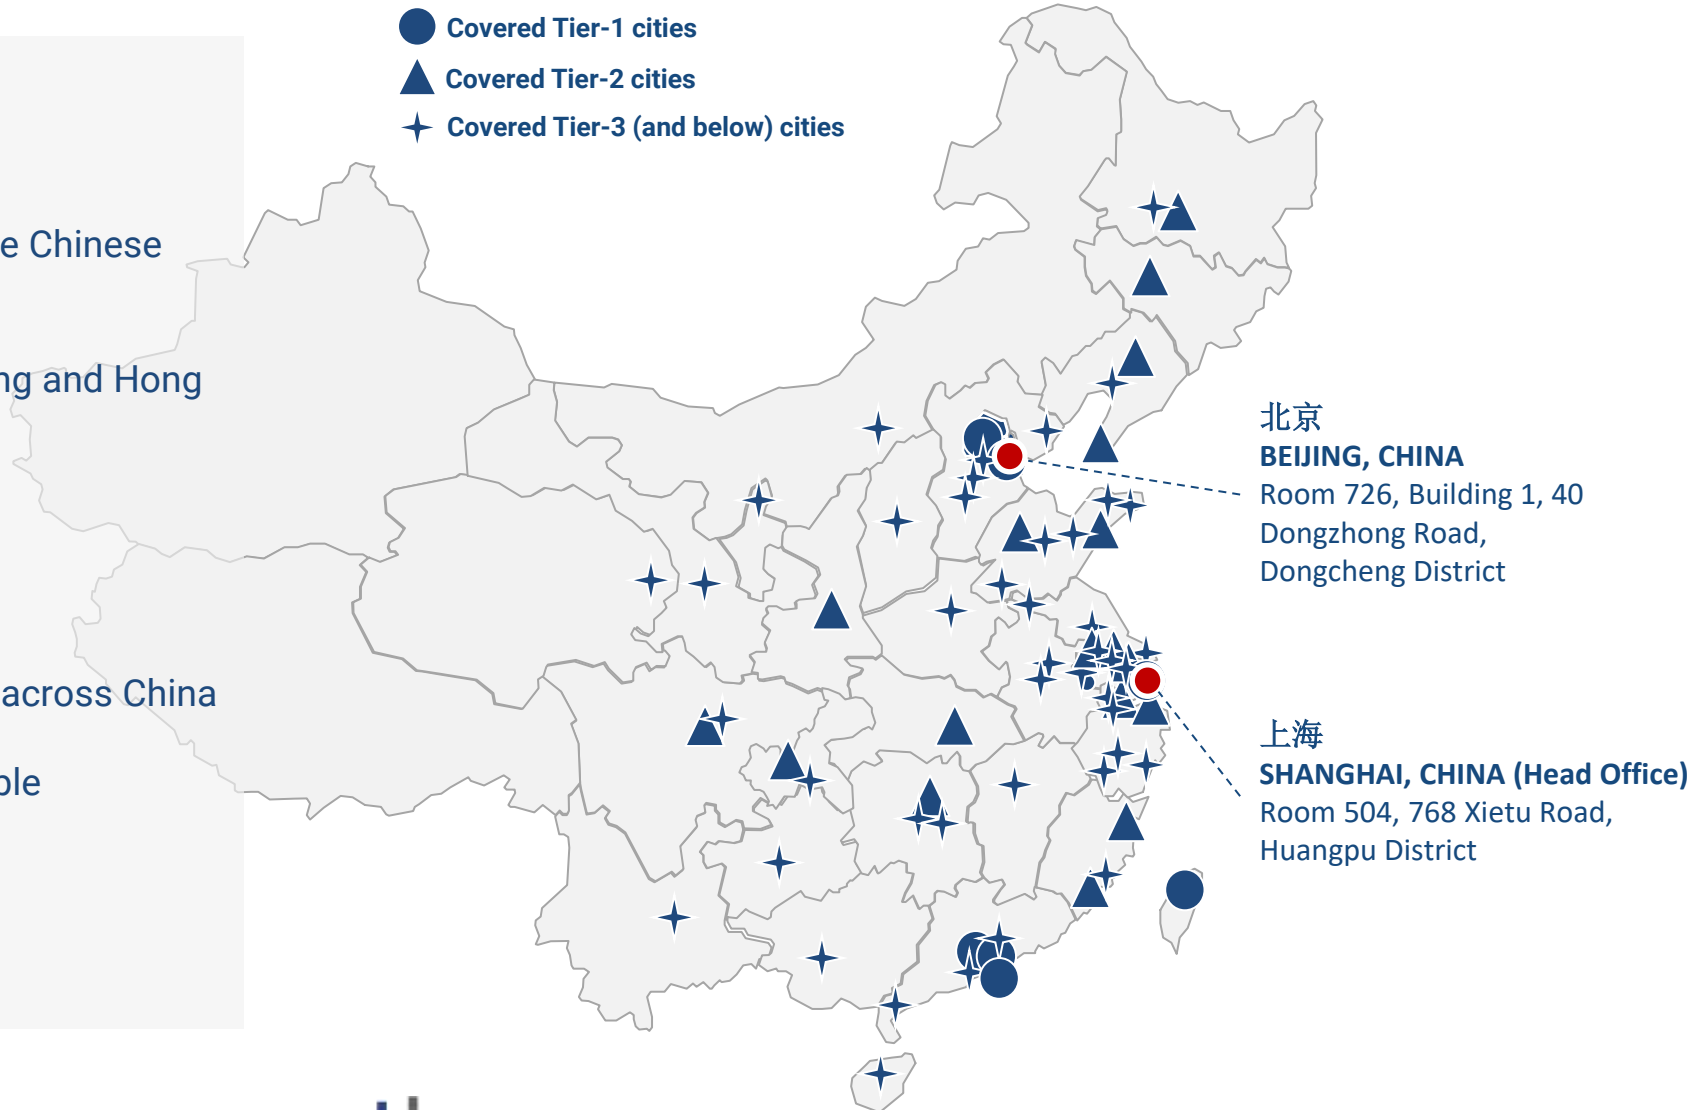 Covered Tier-1 cities
Covered Tier-2 cities
Covered Tier-3 (and below) cities
e Chinese
ng and Hong
across China
ple
北京
BEIJING, CHINA
Room 726, Building 1, 40
Dongzhong Road,
Dongcheng District
上海
SHANGHAI, CHINA (Head Office)
Room 504, 768 Xietu Road,
Huangpu District